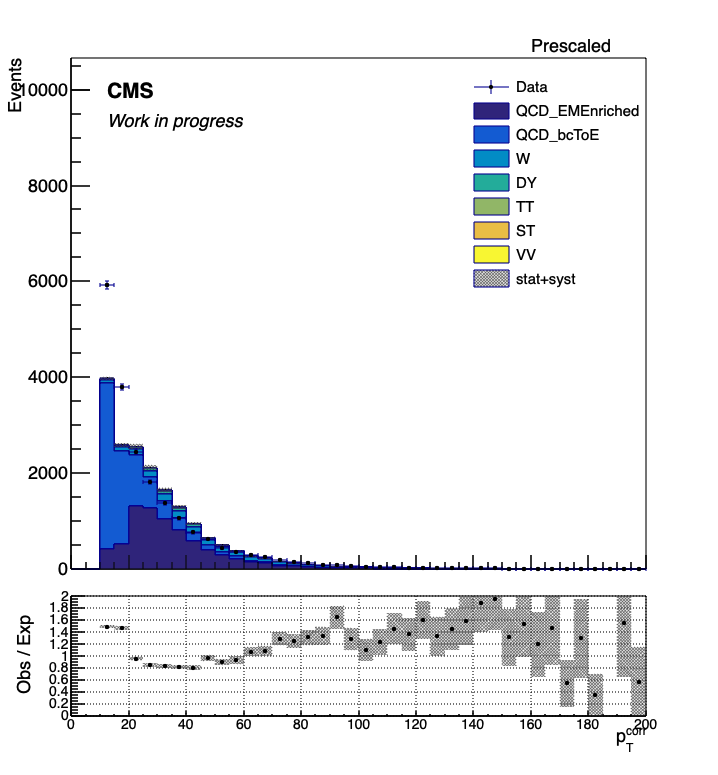 Prescaled
Events
10000
8000
6000
4000
2000
0
CMS
Work in progress
Data
QCD_EMEnriched
QCD_bcToE
W
DY
TT
ST
VV
stat+syst
Obs / Exp
2
1.8
1.6
1.4
1.2
1
0.8
0.6
0.4
0.2
0
0 20 40 60 80 100 120 140 160 180 200
p_T^corr